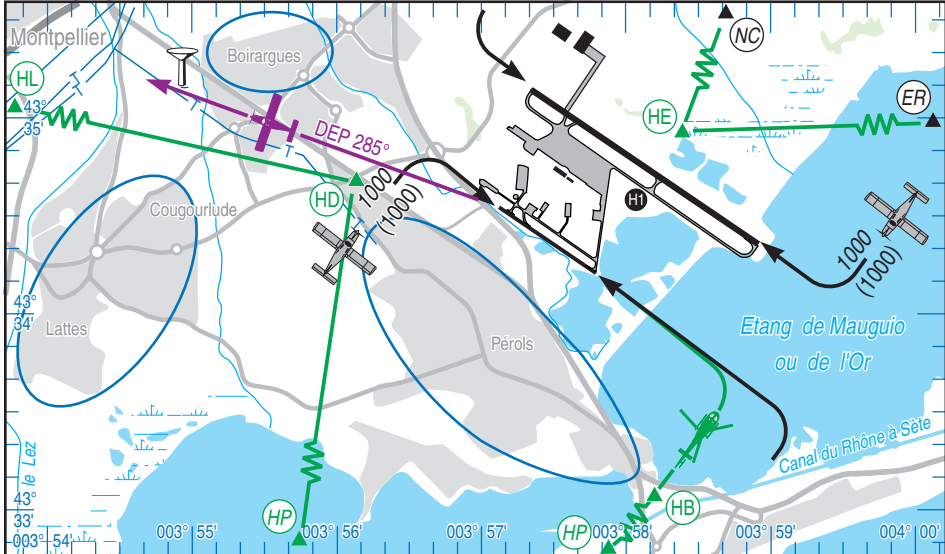 Montpellier
Boirargues
NC
HL
43°
35'
DEP 285°
HE
ER
HD
1000
(1000)
H1
Cougourlude
1000
(1000)
43°
34'
Lattes
Pérols
Etang de Mauguio
ou de l'Or
le Lez
Canal du Rhône à Sète
43°
33'
HP
HB
HP
003°54'
003°55'
003°56'
003°57'
003°58'
003°59'
004°00'